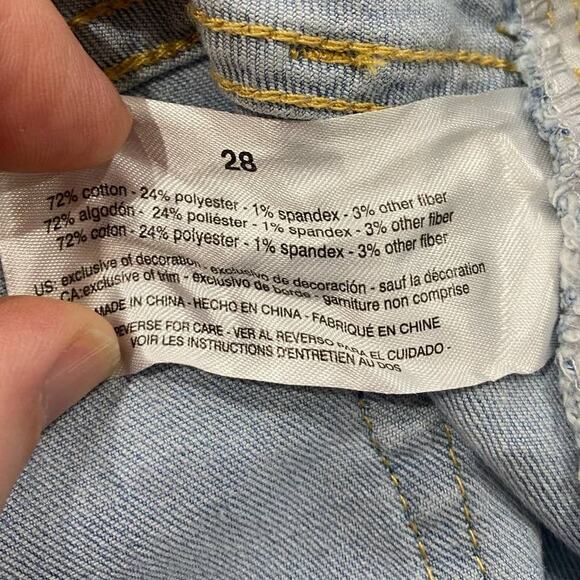 28
72% cotton - 24% polyester - 1% spandex - 3% other fiber
72% algodón - 24% poliéster - 1% spandex - 3% other fiber
72% coton - 24% polyester - 1% spandex - 3% other fiber
US: exclusive of decoration - exclusivo de decoración - sauf la décoration
CA:exclusive of trim - exclusivo de borde - garniture non comprise
MADE IN CHINA - HECHO EN CHINA - FABRIQUÉ EN CHINE
REVERSE FOR CARE - VER AL REVERSO PARA EL CUIDADO -
VOIR LES INSTRUCTIONS D'ENTRETIEN AU DOS